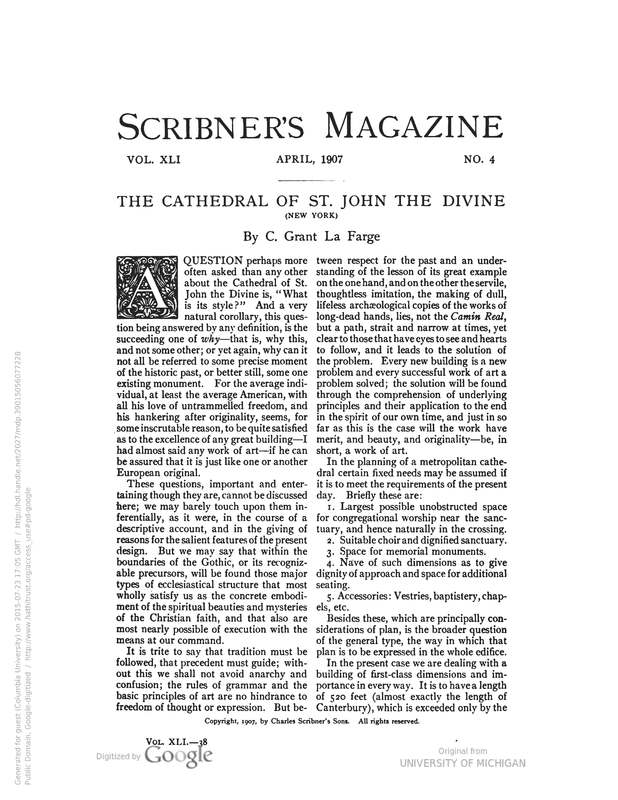 SCRIBNER'S MAGAZINE
VOL. XLI APRIL, 1907 NO. 4
THE CATHEDRAL OF ST. JOHN THE DIVINE
(NEW YORK)
By C. Grant La Farge
A QUESTION perhaps more
often asked than any other
about the Cathedral of St.
John the Divine is, "What
is its style?" And a very
natural corollary, this ques-
tion being answered by any definition, is the
succeeding one of why—that is, why this,
and not some other; or yet again, why can it
not all be referred to some precise moment
of the historic past, or better still, some one
existing monument. For the average indi-
vidual, at least the average American, with
all his love of untrammelled freedom, and
his hankering after originality, seems, for
some inscrutable reason, to be quite satisfied
as to the excellence of any great building—I
had almost said any work of art—if he can
be assured that it is just like one or another
European original.
These questions, important and enter-
taining though they are, cannot be discussed
here; we may barely touch upon them in-
ferentially, as it were, in the course of a
descriptive account, and in the giving of
reasons for the salient features of the present
design. But we may say that within the
boundaries of the Gothic, or its recogniz-
able precursors, will be found those major
types of ecclesiastical structure that most
wholly satisfy us as the concrete embodi-
ment of the spiritual beauties and mysteries
of the Christian faith, and that also are
most nearly possible of execution with the
means at our command.
It is trite to say that tradition must be
followed, that precedent must guide; with-
out this we shall not avoid anarchy and
confusion; the rules of grammar and the
basic principles of art are no hindrance to
freedom of thought or expression. But be-
tween respect for the past and an under-
standing of the lesson of its great example
on the one hand, and on the other the servile,
thoughtless imitation, the making of dull,
lifeless archæological copies of the works of
long-dead hands, lies, not the Camin Real,
but a path, strait and narrow at times, yet
clear to those that have eyes to see and hearts
to follow, and it leads to the solution of
the problem. Every new building is a new
problem and every successful work of art a
problem solved; the solution will be found
through the comprehension of underlying
principles and their application to the end
in the spirit of our own time, and just in so
far as this is the case will the work have
merit, and beauty, and originality—be, in
short, a work of art.
In the planning of a metropolitan cathe-
dral certain fixed needs may be assumed if
it is to meet the requirements of the present
day. Briefly these are:
1. Largest possible unobstructed space
for congregational worship near the sanc-
tuary, and hence naturally in the crossing.
2. Suitable choir and dignified sanctuary.
3. Space for memorial monuments.
4. Nave of such dimensions as to give
dignity of approach and space for additional
seating.
5. Accessories: Vestries, baptistery, chap-
els, etc.
Besides these, which are principally con-
siderations of plan, is the broader question
of the general type, the way in which that
plan is to be expressed in the whole edifice.
In the present case we are dealing with a
building of first-class dimensions and im-
portance in every way. It is to have a length
of 520 feet (almost exactly the length of
Canterbury), which is exceeded only by the
Copyright, 1907, by Charles Scribner's Sons. All rights reserved.
VOL. XLI.—38
Digitized by Google
Original from
UNIVERSITY OF MICHIGAN
Generated for guest (Columbia University) on 2015-07-23 17:05 GMT / http://hdl.handle.net/2027/mdp.39015056077228
Public Domain, Google-digitized / http://www.hathitrust.org/access_use#pd-google